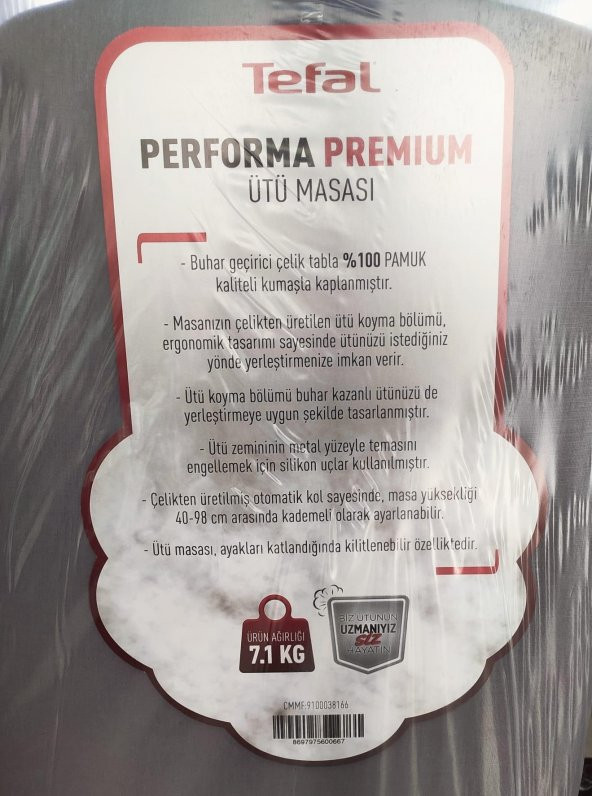 Tefal
PERFORMA PREMIUM
ÜTÜ MASASI
- Buhar geçirici çelik tabla %100 PAMUK
kaliteli kumaşla kaplanmıştır.
- Masanızın çelikten üretilen ütü koyma bölümü,
ergonomik tasarımı sayesinde ütünüzü istediğiniz
yönde yerleştirmenize imkan verir.
- Ütü koyma bölümü buhar kazanlı ütünüzü de
yerleştirmeye uygun şekilde tasarlanmıştır.
- Ütü zemininin metal yüzeyle temasını
engellemek için silikon uçlar kullanılmıştır.
- Çelikten üretilmiş otomatik kol sayesinde, masa yüksekliği
40-98 cm arasında kademeli olarak ayarlanabilir.
- Ütü masası, ayakları katlandığında kilitlenebilir özelliktedir.
ÜRÜN AĞIRLIĞI
7.1 KG
BİZ ÜTÜNÜN
UZMANIYIZ
SİZ
HAYATIN
CMMF:9100038166
8697975600667